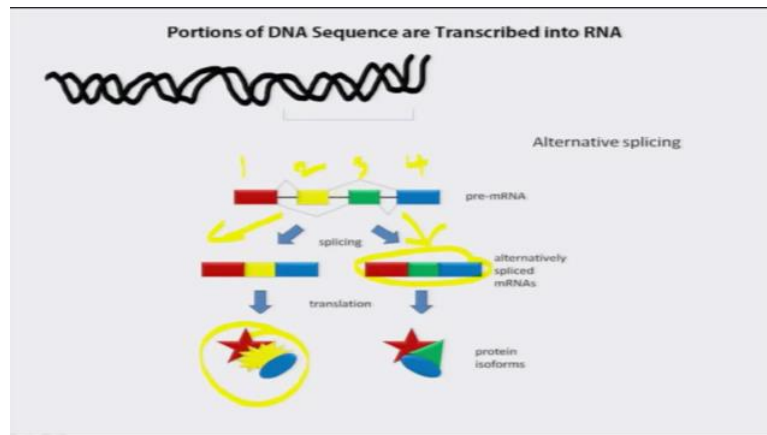 Portions of DNA Sequence are Transcribed into RNA
Alternative splicing
1 2 3 4
pre-mRNA
splicing
alternatively
spliced
mRNAs
translation
protein
isoforms